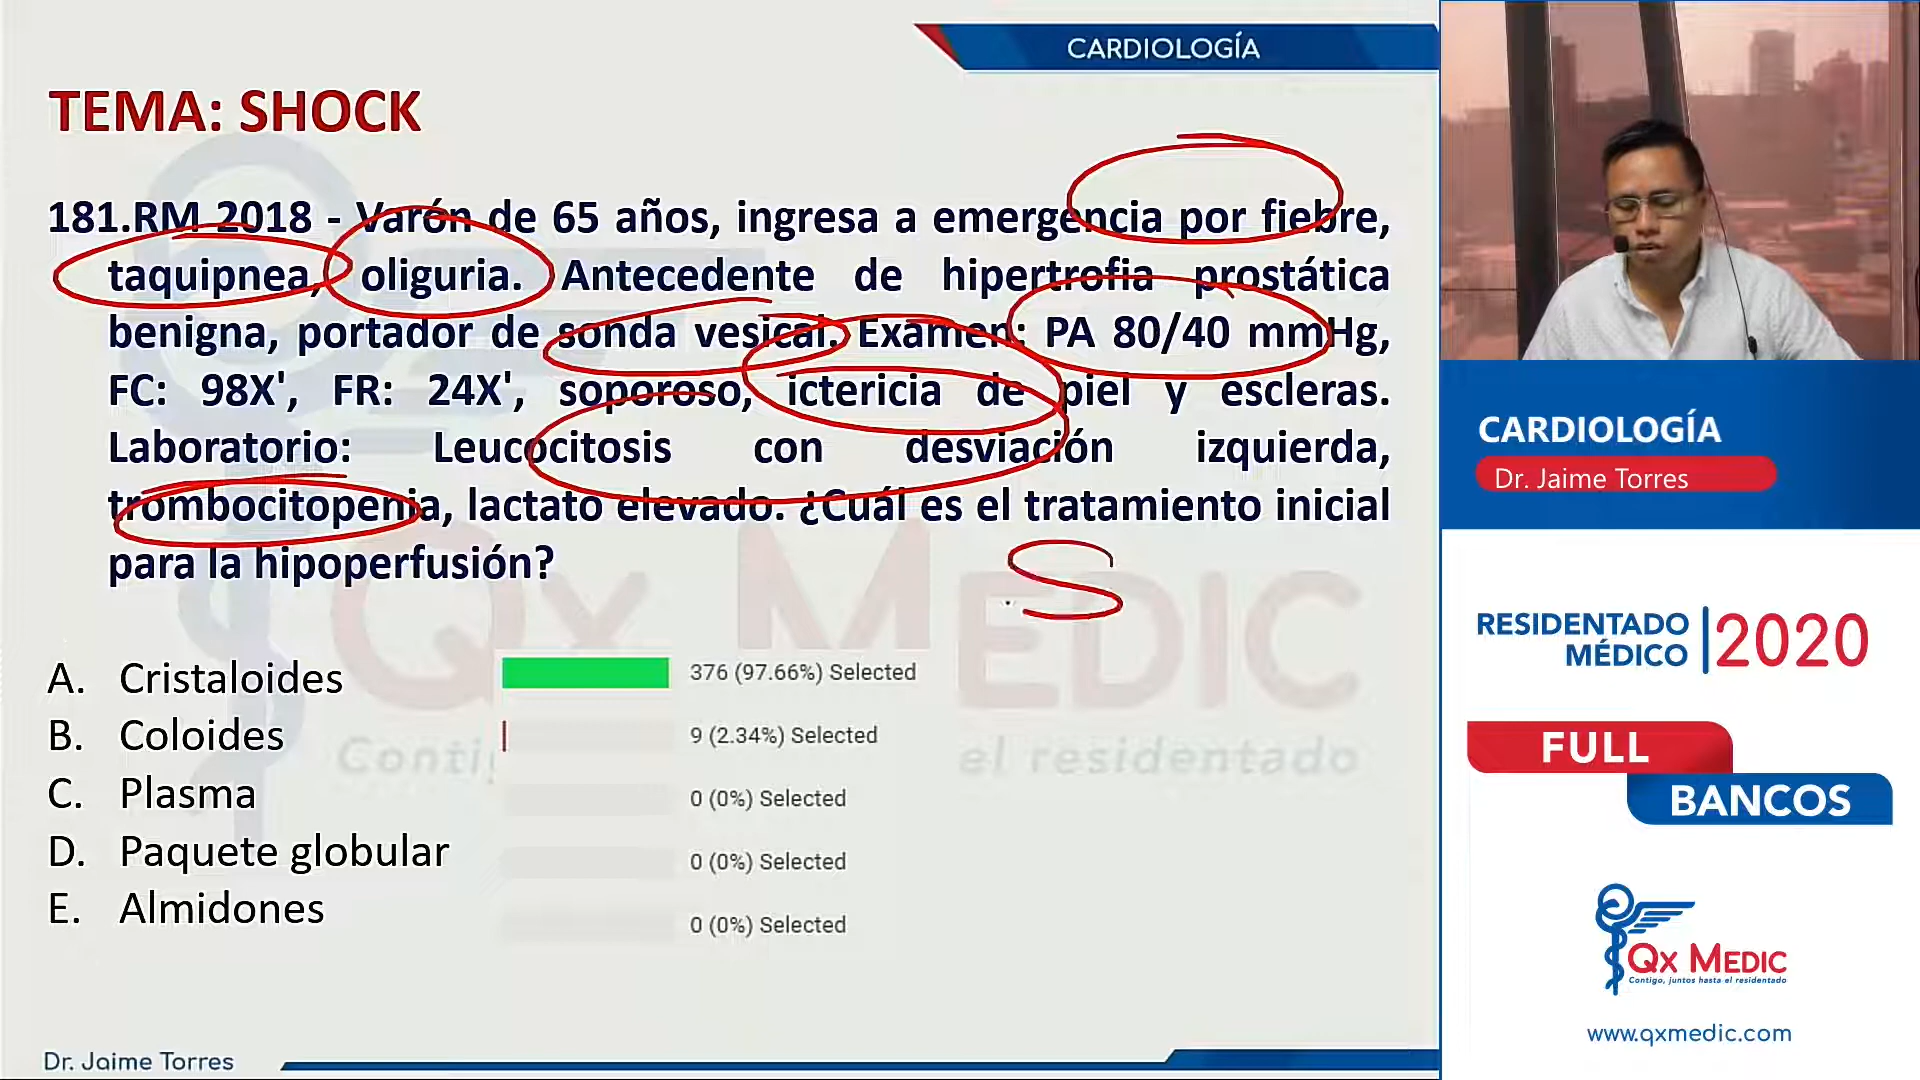 CARDIOLOGÍA
TEMA: SHOCK
181.RM 2018 - Varón de 65 años, ingresa a emergencia por fiebre,
taquipnea, oliguria. Antecedente de hipertrofia prostática
benigna, portador de sonda vesical. Examen: PA 80/40 mmHg,
FC: 98X', FR: 24X', soporoso, ictericia de piel y escleras.
Laboratorio: Leucocitosis con desviación izquierda,
trombocitopenia, lactato elevado. ¿Cuál es el tratamiento inicial
para la hipoperfusión?
S
A. Cristaloides 376 (97.66%) Selected
B. Coloides 9 (2.34%) Selected
C. Plasma 0 (0%) Selected
D. Paquete globular 0 (0%) Selected
E. Almidones 0 (0%) Selected
QX MEDIC
Conti el residentado
Dr. Jaime Torres
CARDIOLOGÍA
Dr. Jaime Torres
RESIDENTADO
MÉDICO 2020
FULL
BANCOS
QX MEDIC
Contigo, juntos hasta el residentado
www.qxmedic.com